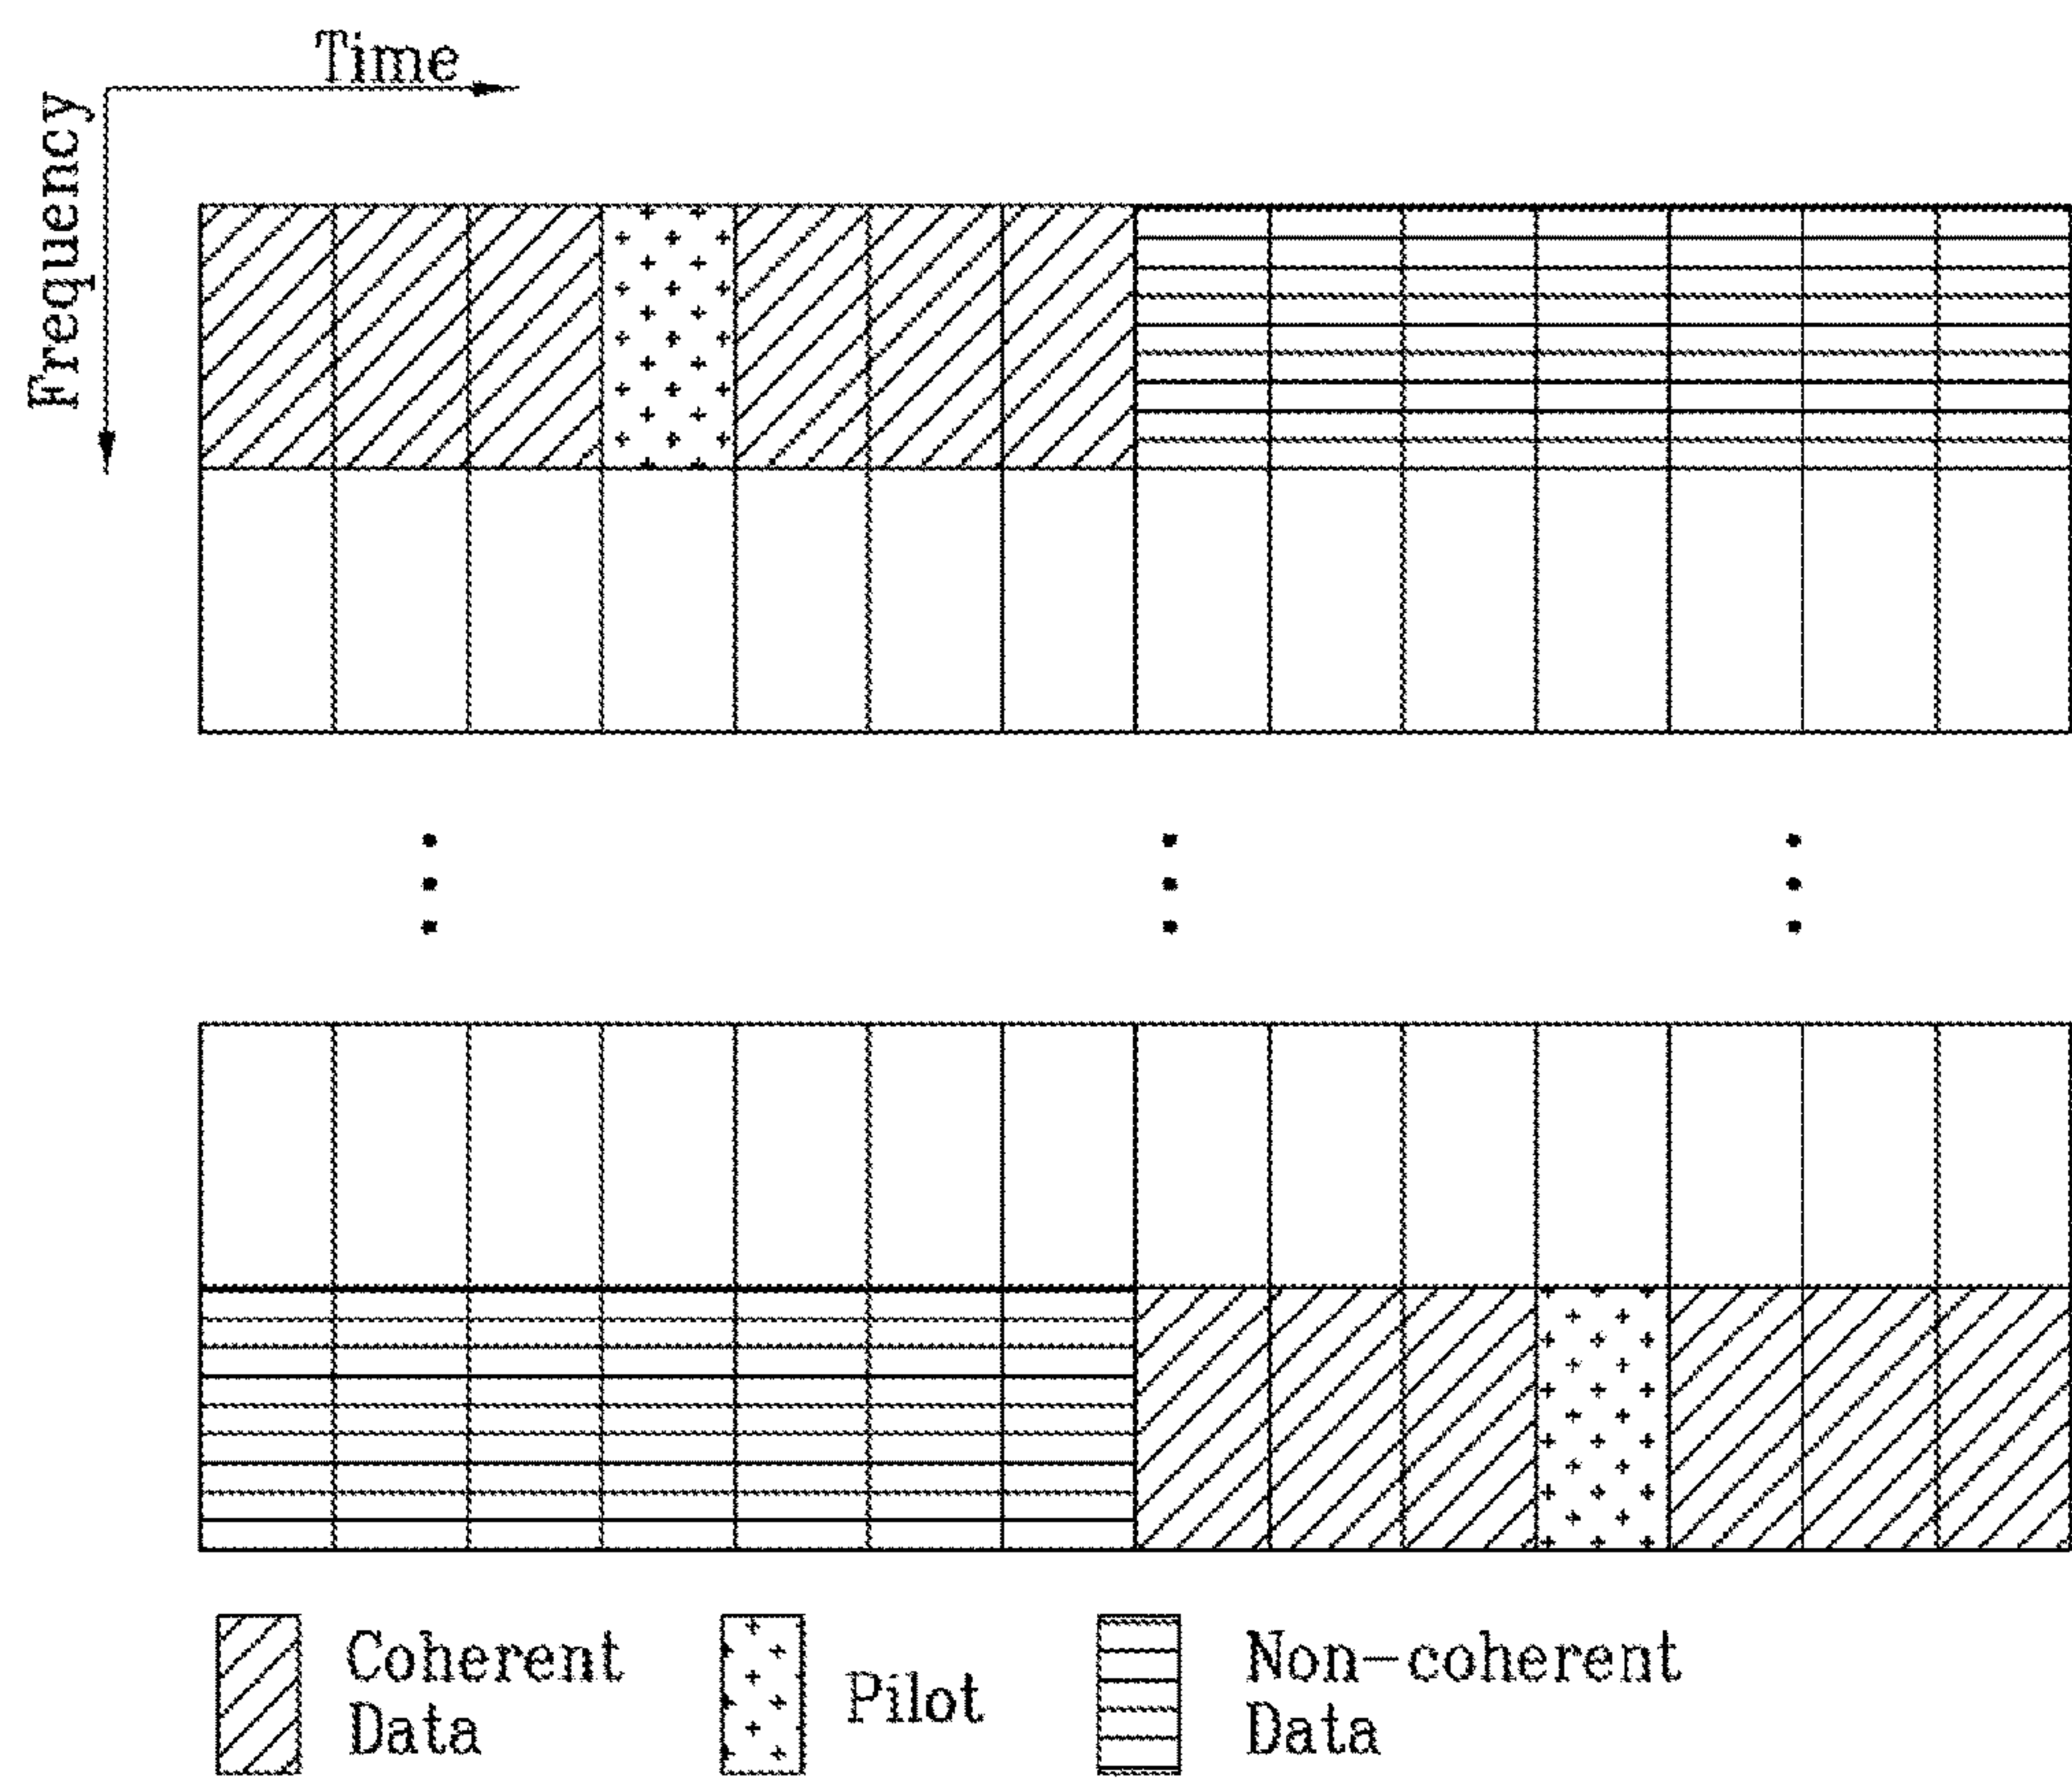 Time
Frequency
Coherent
Data
Pilot
Non-coherent
Data